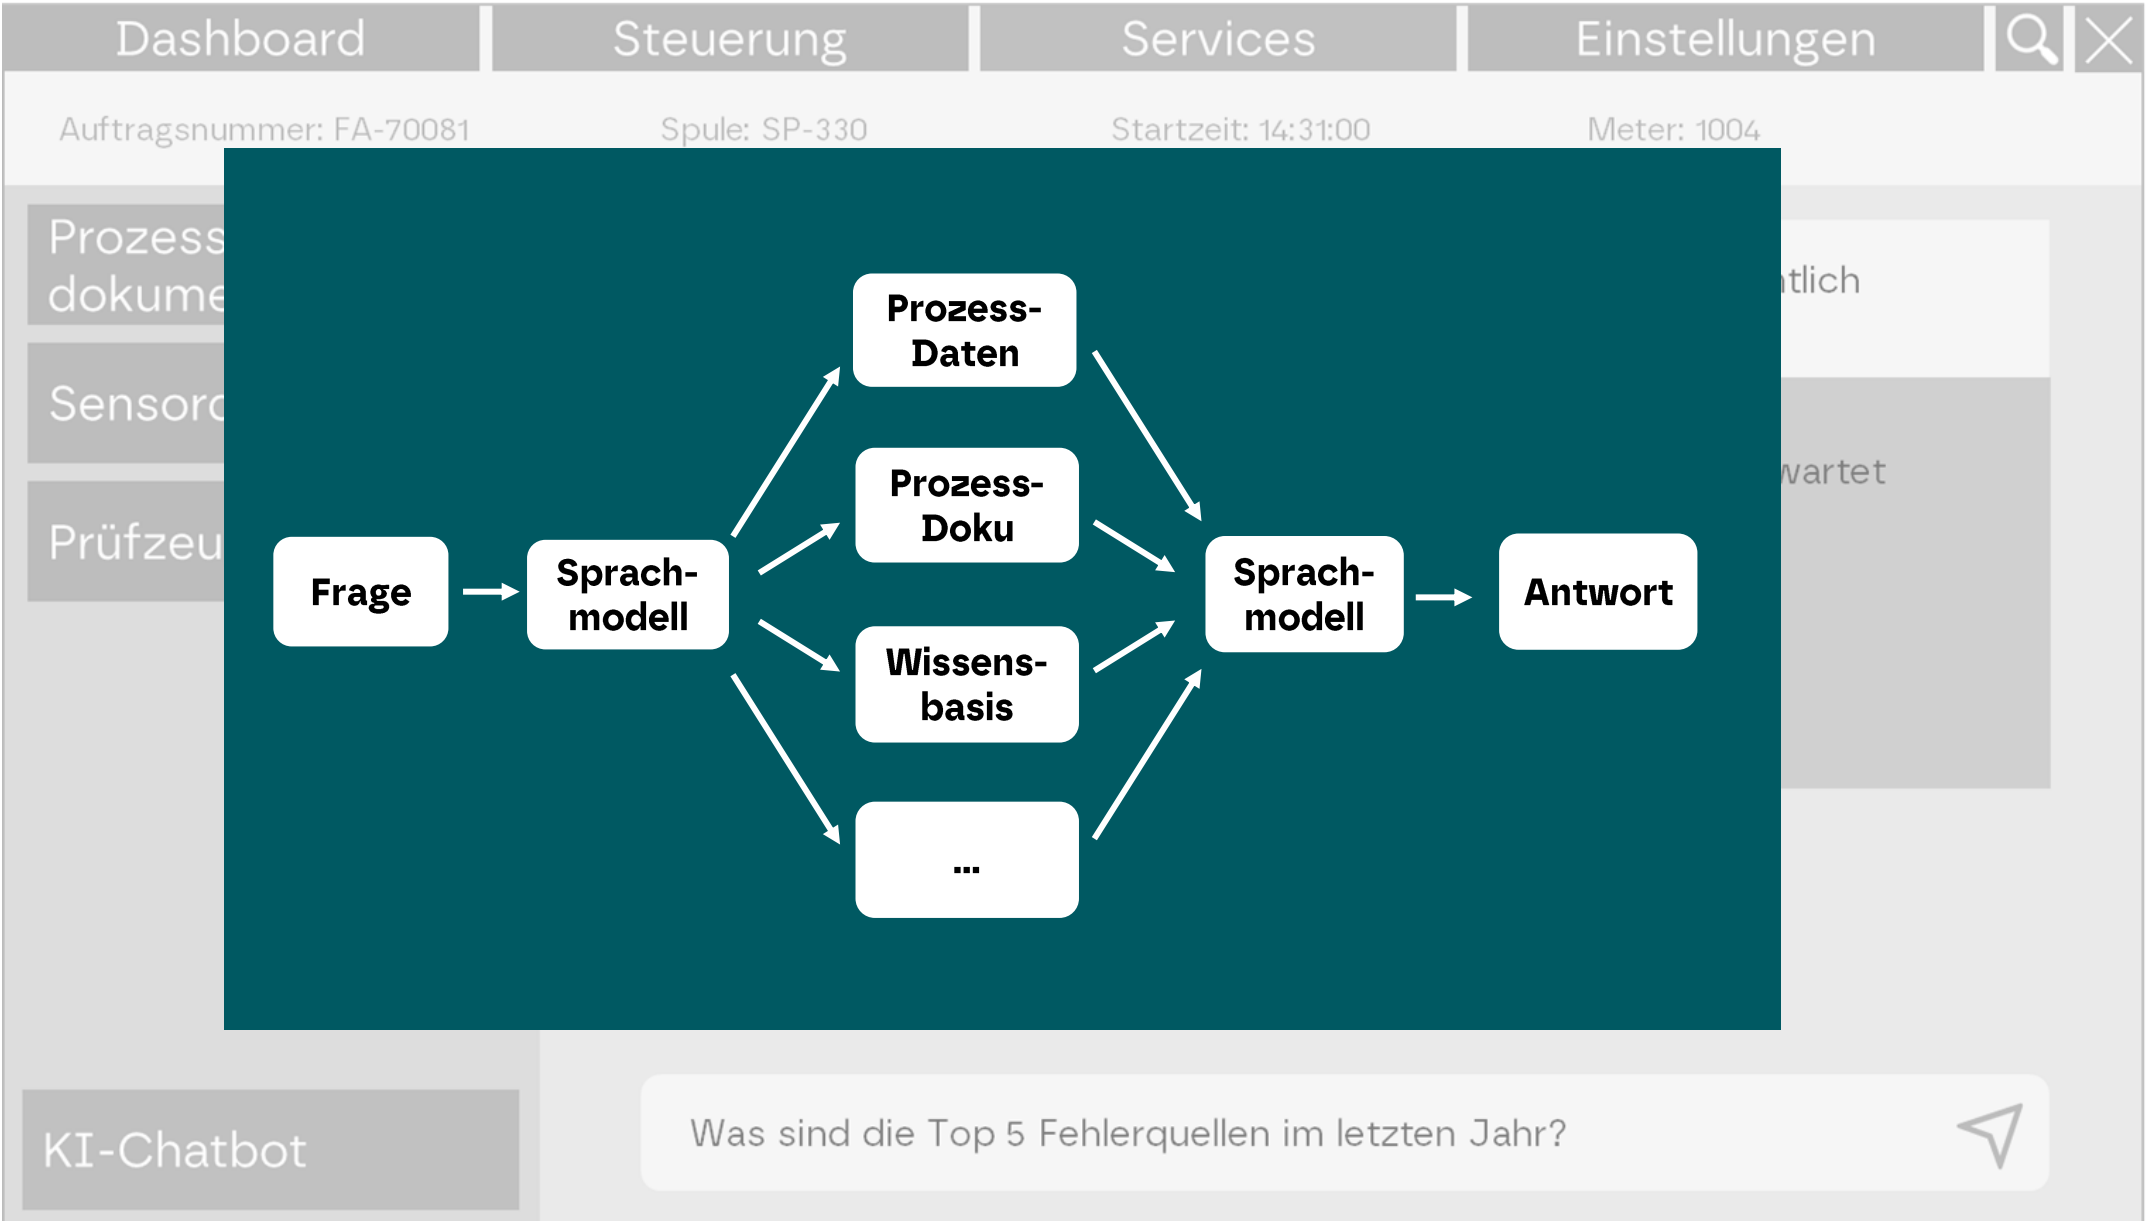 Dashboard
Steuerung
Services
Einstellungen
Auftragsnummer: FA-70081
Spule: SP-330
Startzeit: 14:31:00
Meter: 1004
Prozess
dokume
Sensor
Prüfzeu
KI-Chatbot
Frage
Sprach-
modell
Prozess-
Daten
Prozess-
Doku
Wissens-
basis
...
Sprach-
modell
Antwort
tlich
wartet
Was sind die Top 5 Fehlerquellen im letzten Jahr?